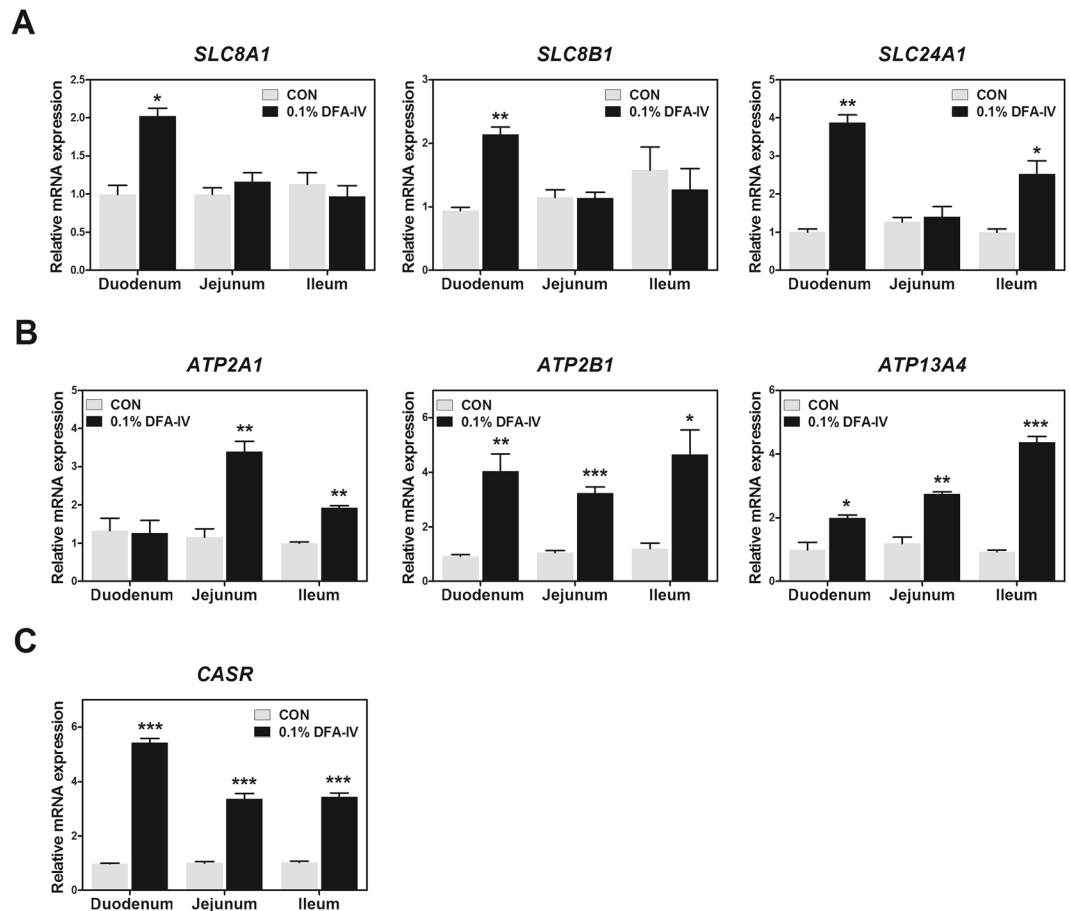 A
SLC8A1
Relative mRNA expression
2.5
2.0
1.5
1.0
0.5
0.0
CON
0.1% DFA-IV
*
Duodenum Jejunum Ileum
SLC8B1
Relative mRNA expression
3
2
1
0
CON
0.1% DFA-IV
**
Duodenum Jejunum Ileum
SLC24A1
Relative mRNA expression
5
4
3
2
1
0
CON
0.1% DFA-IV
**
*
Duodenum Jejunum Ileum
B
ATP2A1
Relative mRNA expression
5
4
3
2
1
0
CON
0.1% DFA-IV
**
**
Duodenum Jejunum Ileum
ATP2B1
Relative mRNA expression
6
4
2
0
CON
0.1% DFA-IV
**
***
*
Duodenum Jejunum Ileum
ATP13A4
Relative mRNA expression
6
4
2
0
CON
0.1% DFA-IV
*
**
***
Duodenum Jejunum Ileum
C
CASR
Relative mRNA expression
6
4
2
0
CON
0.1% DFA-IV
***
***
***
Duodenum Jejunum Ileum